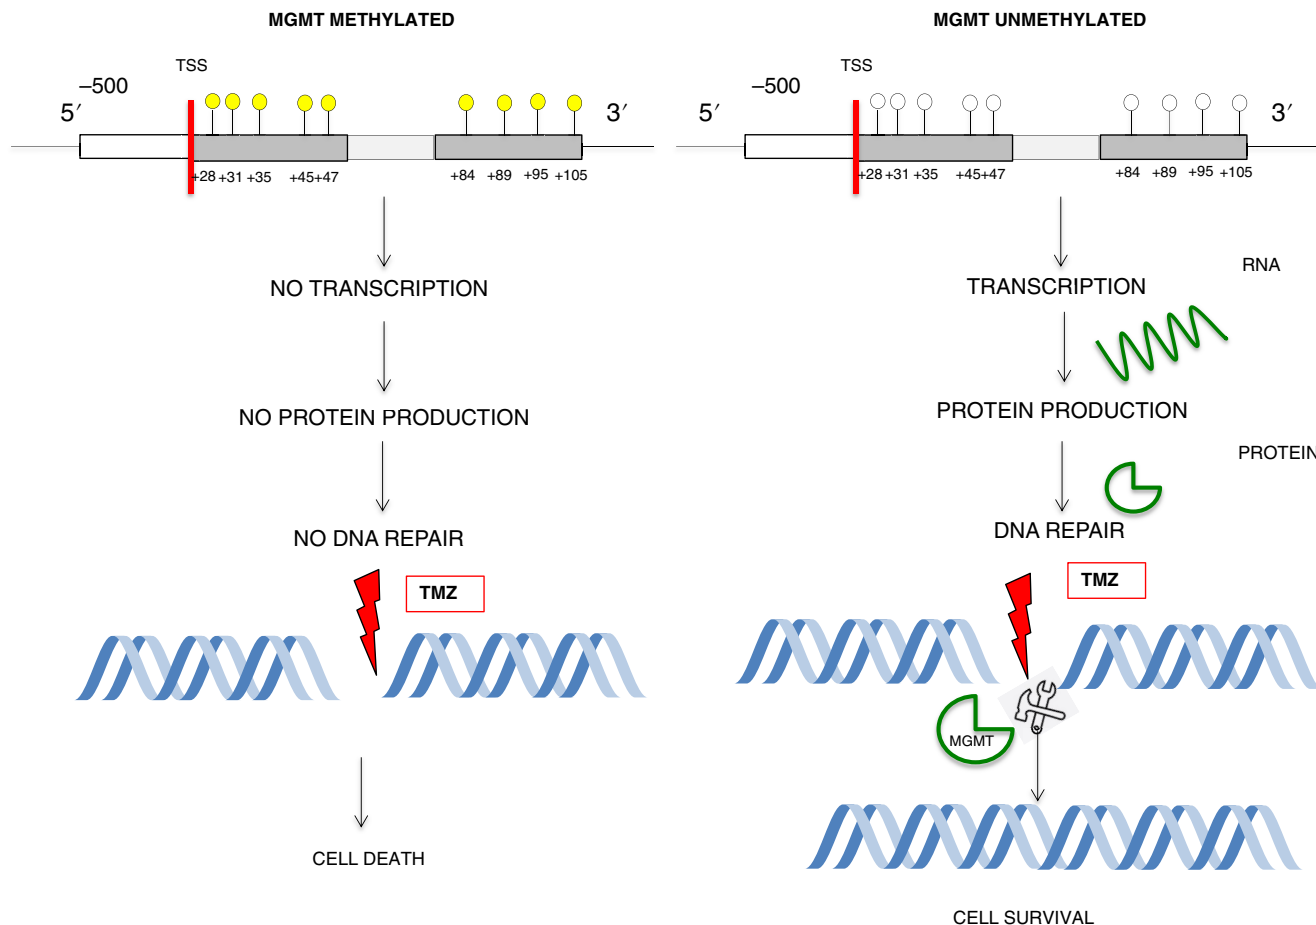 MGMT METHYLATED
TSS
–500
5′
3′
+28 +31 +35 +45 +47 +84 +89 +95 +105
NO TRANSCRIPTION
NO PROTEIN PRODUCTION
NO DNA REPAIR
TMZ
CELL DEATH
MGMT UNMETHYLATED
TSS
–500
5′
3′
+28 +31 +35 +45 +47 +84 +89 +95 +105
RNA
TRANSCRIPTION
PROTEIN PRODUCTION
PROTEIN
DNA REPAIR
TMZ
MGMT
CELL SURVIVAL